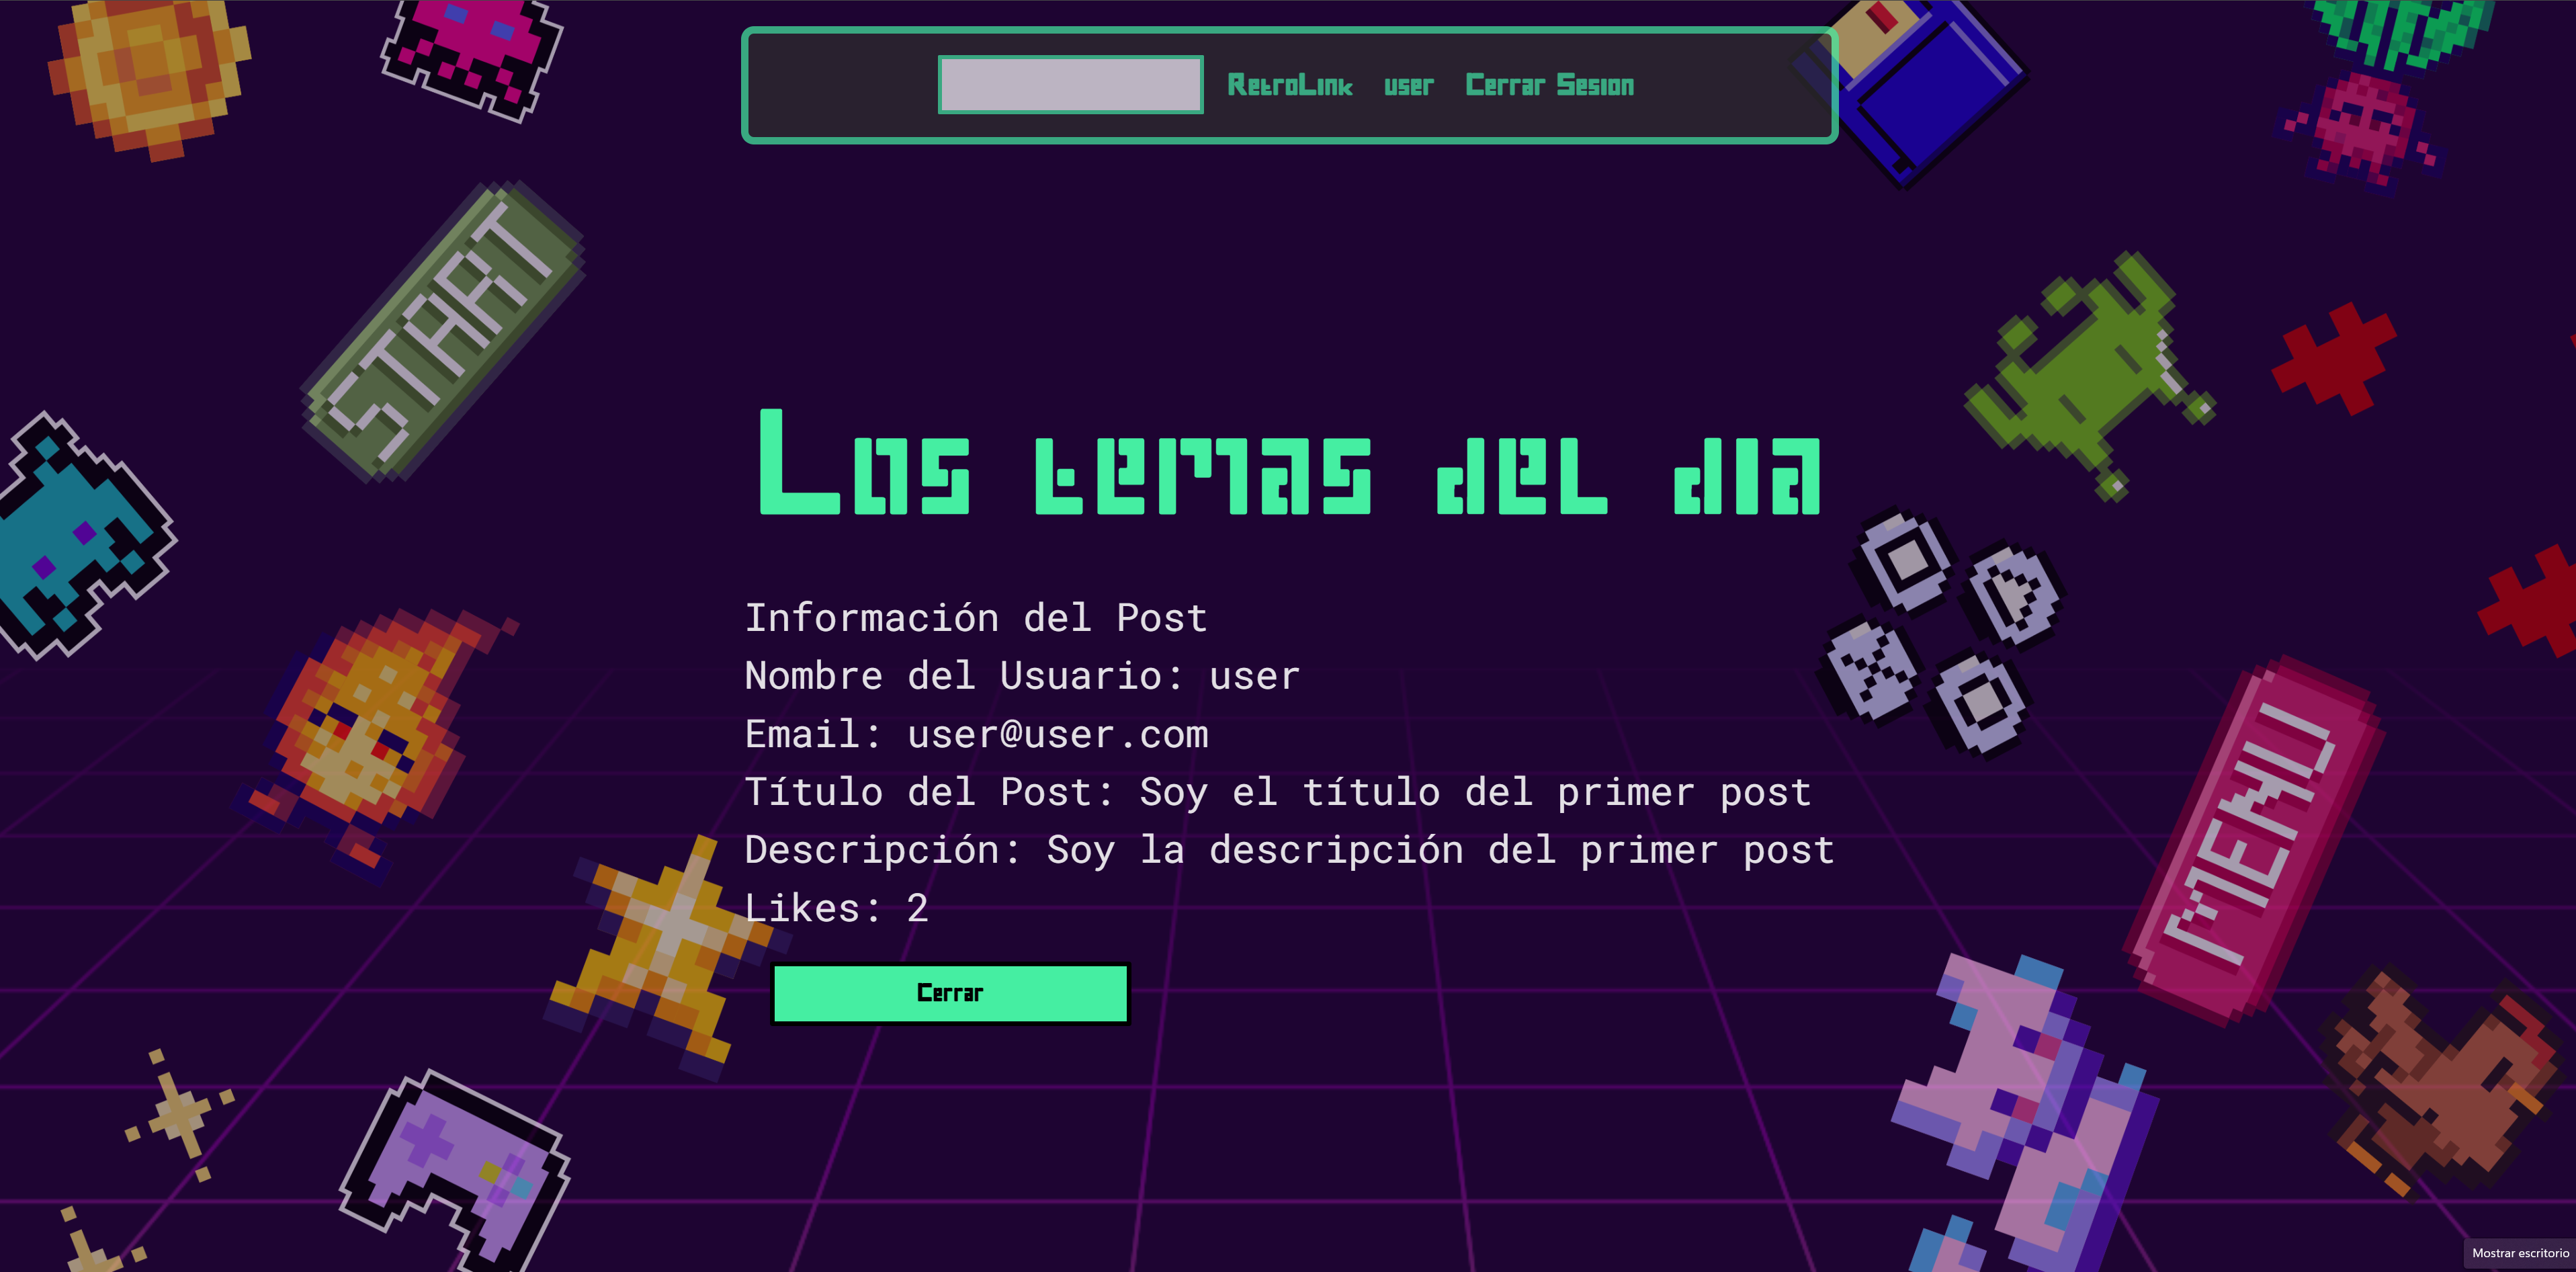 RetroLink user Cerrar Sesion
START
Los temas del dia
Información del Post
Nombre del Usuario: user
Email: user@user.com
Título del Post: Soy el título del primer post
Descripción: Soy la descripción del primer post
Likes: 2
MENU
Cerrar
Mostrar escritorio